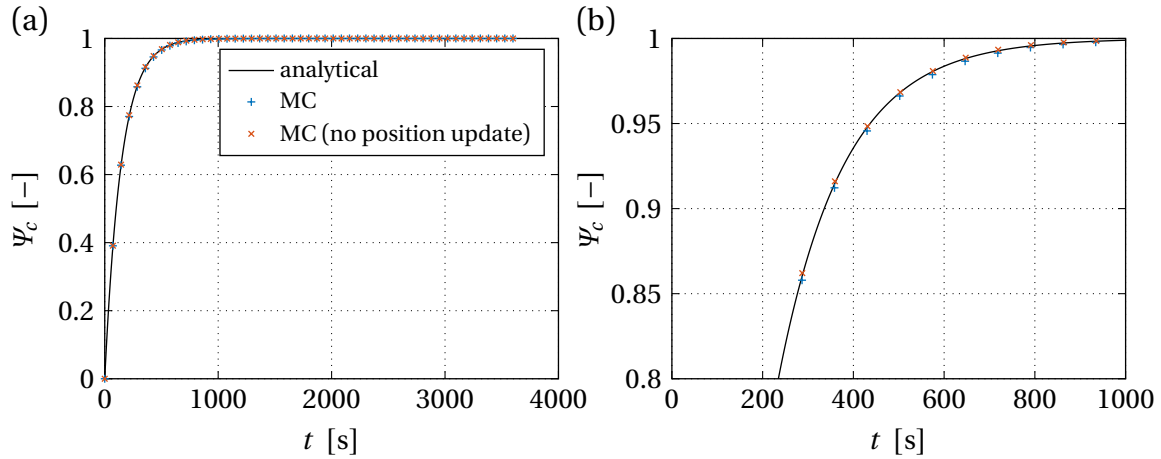 (a)
Ψc [−]
1
0.8
0.6
0.4
0.2
0
0 1000 2000 3000 4000
t [s]
analytical
MC
MC (no position update)
(b)
Ψc [−]
1
0.95
0.9
0.85
0.8
0 200 400 600 800 1000
t [s]